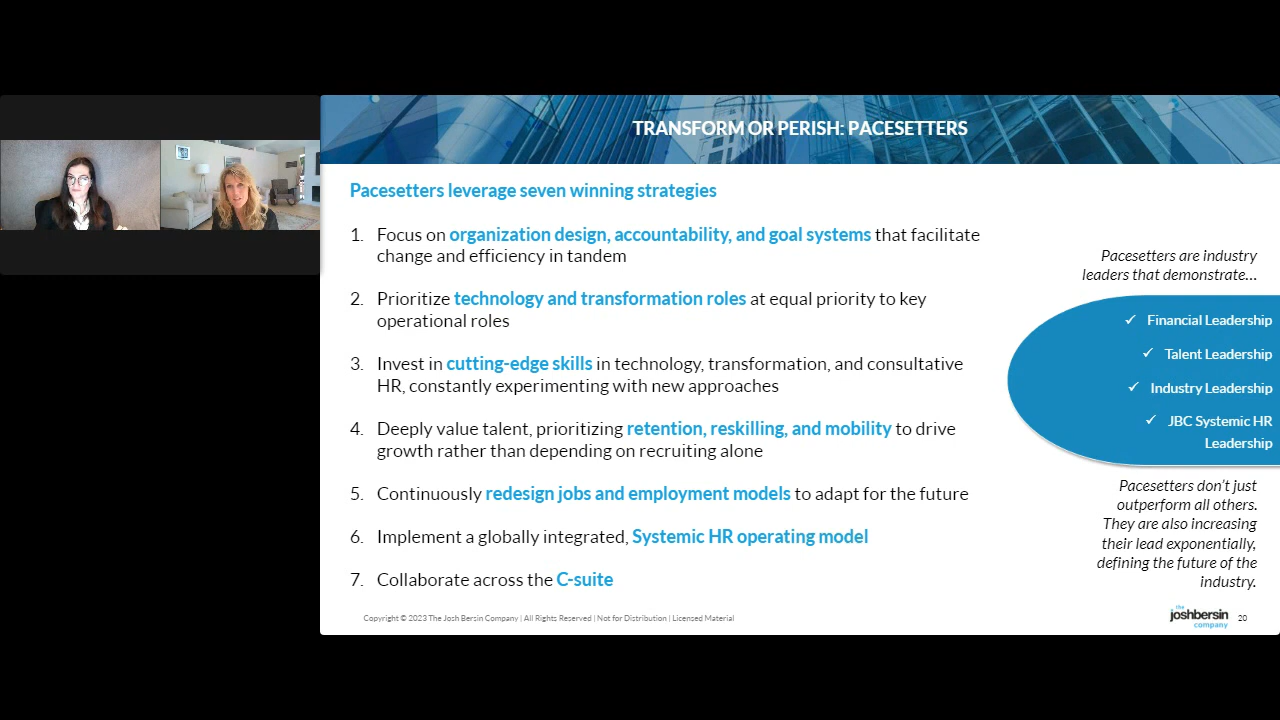 TRANSFORM OR PERISH: PACESETTERS
Pacesetters leverage seven winning strategies
1. Focus on organization design, accountability, and goal systems that facilitate
change and efficiency in tandem
2. Prioritize technology and transformation roles at equal priority to key
operational roles
3. Invest in cutting-edge skills in technology, transformation, and consultative
HR, constantly experimenting with new approaches
4. Deeply value talent, prioritizing retention, reskilling, and mobility to drive
growth rather than depending on recruiting alone
5. Continuously redesign jobs and employment models to adapt for the future
6. Implement a globally integrated, Systemic HR operating model
7. Collaborate across the C-suite
Pacesetters are industry
leaders that demonstrate...
✓ Financial Leadership
✓ Talent Leadership
✓ Industry Leadership
✓ JBC Systemic HR
Leadership
Pacesetters don't just
outperform all others.
They are also increasing
their lead exponentially,
defining the future of the
industry.
Copyright © 2023 The Josh Bersin Company | All Rights Reserved | Not for Distribution | Licensed Material
the
joshbersin
company
20